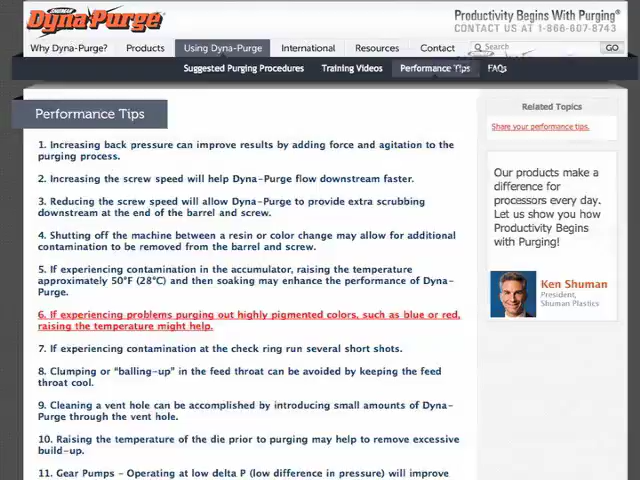 SHUMAN
Dyna-Purge®
Productivity Begins With Purging®
CONTACT US AT 1-866-607-8743
Why Dyna-Purge?
Products
Using Dyna-Purge
International
Resources
Contact
Search
GO
Suggested Purging Procedures
Training Videos
Performance Tips
FAQs
Performance Tips
1. Increasing back pressure can improve results by adding force and agitation to the
purging process.
2. Increasing the screw speed will help Dyna-Purge flow downstream faster.
3. Reducing the screw speed will allow Dyna-Purge to provide extra scrubbing
downstream at the end of the barrel and screw.
4. Shutting off the machine between a resin or color change may allow for additional
contamination to be removed from the barrel and screw.
5. If experiencing contamination in the accumulator, raising the temperature
approximately 50°F (28°C) and then soaking may enhance the performance of Dyna-
Purge.
6. If experiencing problems purging out highly pigmented colors, such as blue or red,
raising the temperature might help.
7. If experiencing contamination at the check ring run several short shots.
8. Clumping or “balling-up” in the feed throat can be avoided by keeping the feed
throat cool.
9. Cleaning a vent hole can be accomplished by introducing small amounts of Dyna-
Purge through the vent hole.
10. Raising the temperature of the die prior to purging may help to remove excessive
build-up.
11. Gear Pumps - Operating at low delta P (low difference in pressure) will improve
Related Topics
Share your performance tips.
Our products make a
difference for
processors every day.
Let us show you how
Productivity Begins
with Purging!
Ken Shuman
President,
Shuman Plastics